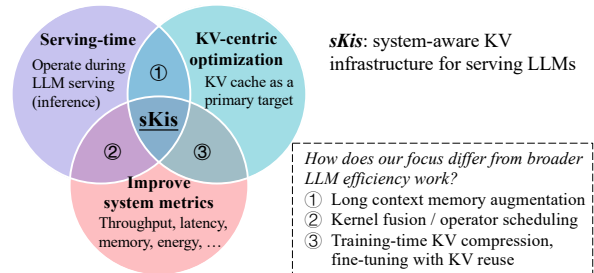 Serving-time
Operate during
LLM serving
(inference)
①
KV-centric
optimization
KV cache as a
primary target
sKis
②
③
Improve
system metrics
Throughput, latency,
memory, energy, …
sKis: system-aware KV
infrastructure for serving LLMs
How does our focus differ from broader
LLM efficiency work?
① Long context memory augmentation
② Kernel fusion / operator scheduling
③ Training-time KV compression,
fine-tuning with KV reuse